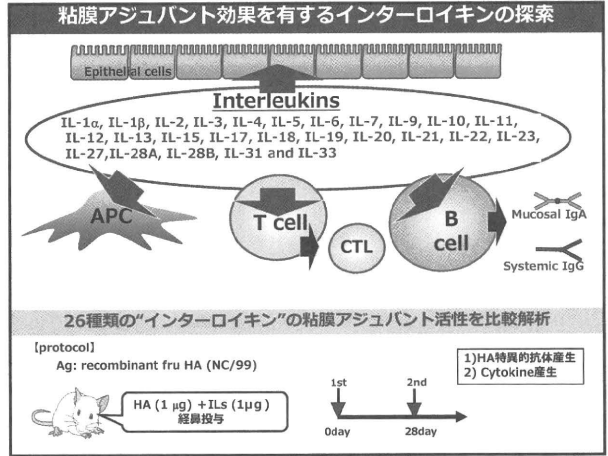 粘膜アジュバント効果を有するインターロイキンの探索
Epithelial cells
Interleukins
IL-1α, IL-1β, IL-2, IL-3, IL-4, IL-5, IL-6, IL-7, IL-9, IL-10, IL-11,
IL-12, IL-13, IL-15, IL-17, IL-18, IL-19, IL-20, IL-21, IL-22, IL-23,
IL-27,IL-28A, IL-28B, IL-31 and IL-33
APC
T cell
CTL
B
cell
Mucosal IgA
Systemic IgG
26種類の“インターロイキン”の粘膜アジュバント活性を比較解析
【protocol】
Ag: recombinant fru HA (NC/99)
HA (1 μg) +ILs (1μg)
経鼻投与
1st
2nd
0day
28day
1)HA特異的抗体産生
2) Cytokine産生